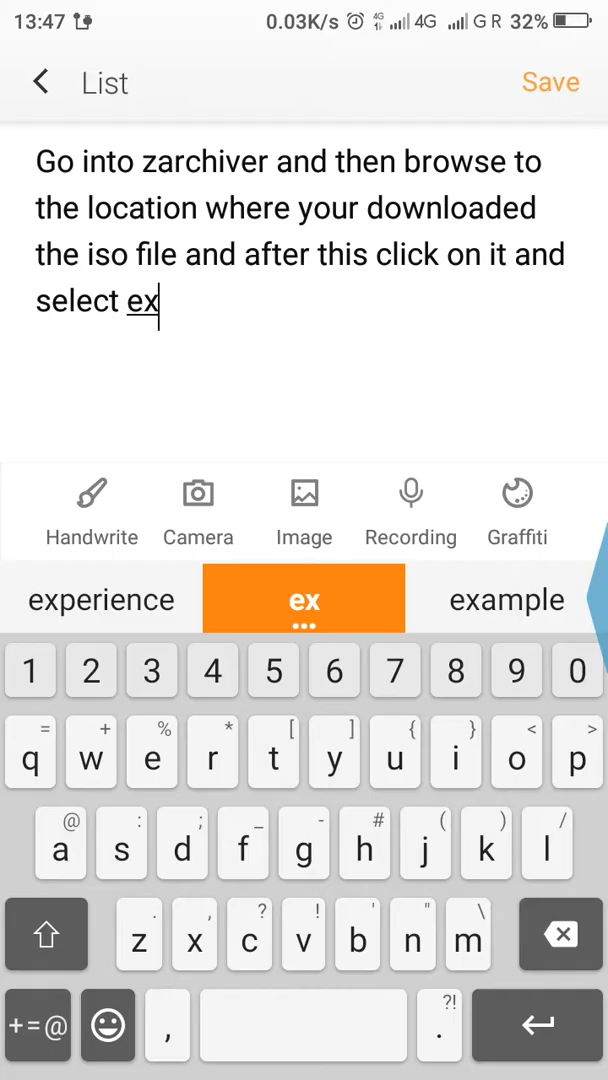 13:47 0.03K/s 4G 4G G R 32%
List Save
Go into zarchiver and then browse to
the location where your downloaded
the iso file and after this click on it and
select ex
Handwrite Camera Image Recording Graffiti
experience ex example
1 2 3 4 5 6 7 8 9 0
= + % * [ ] { } < >
q w e r t y u i o p
@ : ; _ - # ( ) /
a s d f g h j k l
. , ? ! ' " \
z x c v b n m
+=@ , . ?!